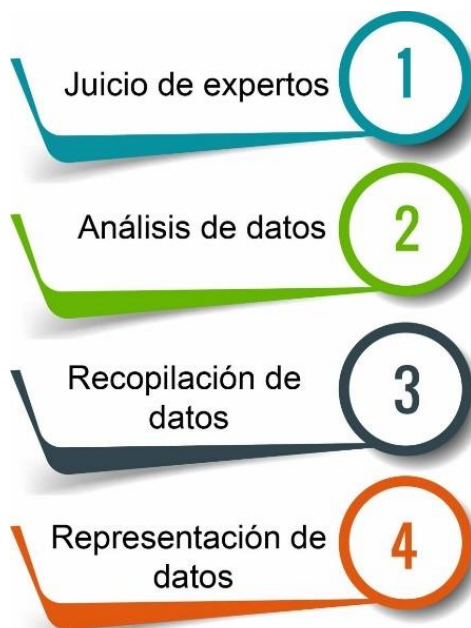 Juicio de expertos
1
Análisis de datos
2
Recopilación de
datos
3
Representación de
datos
4